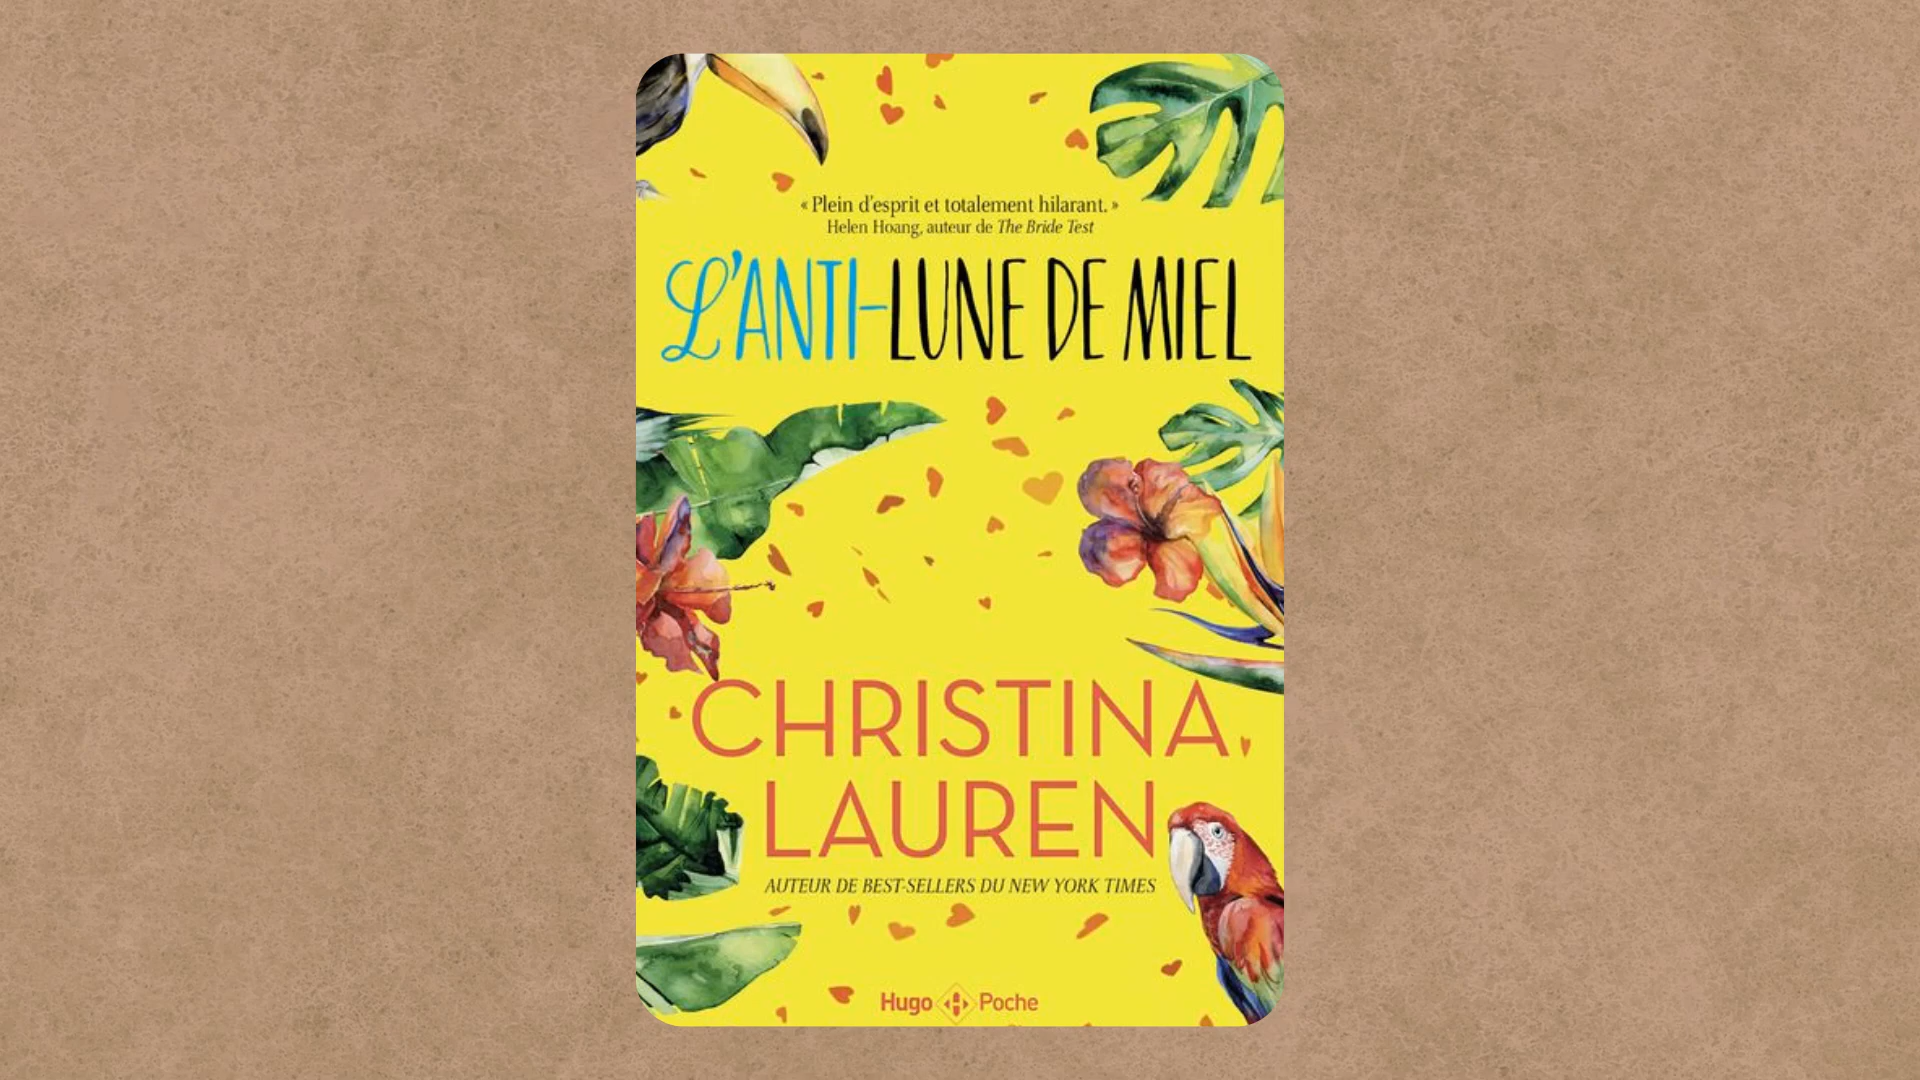 « Plein d'esprit et totalement hilarant. »
Helen Hoang, auteur de The Bride Test
L'ANTI-LUNE DE MIEL
CHRISTINA
LAUREN
AUTEUR DE BEST-SELLERS DU NEW YORK TIMES
Hugo Poche